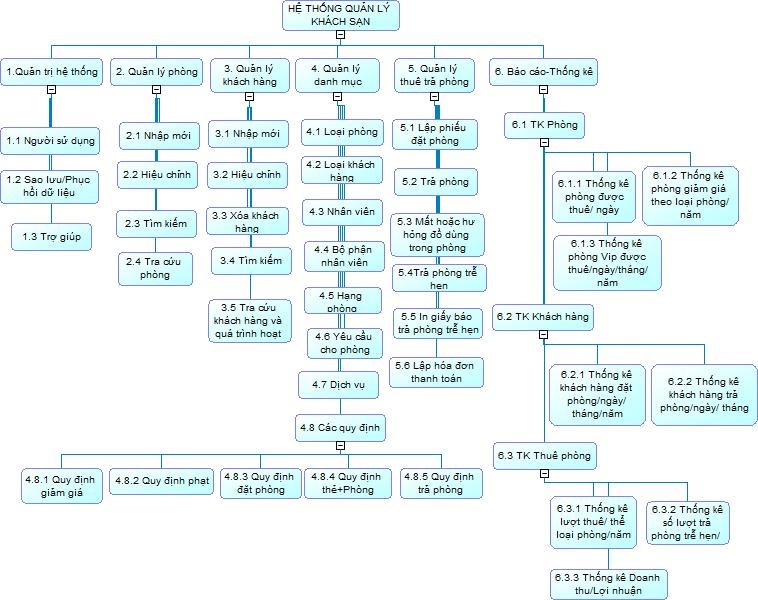 HỆ THỐNG QUẢN LÝ
KHÁCH SẠN
1.Quản trị hệ thống
2. Quản lý phòng
3. Quản lý
khách hàng
4. Quản lý
danh mục
5. Quản lý
thuê trả phòng
6. Báo cáo-Thống kê
1.1 Người sử dụng
1.2 Sao lưu/Phục
hồi dữ liệu
1.3 Trợ giúp
2.1 Nhập mới
2.2 Hiệu chỉnh
2.3 Tìm kiếm
2.4 Tra cứu
phòng
3.1 Nhập mới
3.2 Hiệu chỉnh
3.3 Xóa khách
hàng
3.4 Tìm kiếm
3.5 Tra cứu
khách hàng và
quá trình hoạt
4.1 Loại phòng
4.2 Loại khách
hàng
4.3 Nhân viên
4.4 Bộ phận
nhân viên
4.5 Hạng
phòng
4.6 Yêu cầu
cho phòng
4.7 Dịch vụ
4.8 Các quy định
4.8.1 Quy định
giảm giá
4.8.2 Quy định phạt
4.8.3 Quy định
đặt phòng
4.8.4 Quy định
thẻ+Phòng
4.8.5 Quy định
trả phòng
5.1 Lập phiếu
đặt phòng
5.2 Trả phòng
5.3 Mất hoặc hư
hỏng đồ dùng
trong phòng
5.4Trả phòng trễ
hẹn
5.5 In giấy báo
trả phòng trễ hẹn
5.6 Lập hóa đơn
thanh toán
6.1 TK Phòng
6.1.1 Thống kê
phòng được
thuê/ ngày
6.1.2 Thống kê
phòng giảm giá
theo loại phòng/
năm
6.1.3 Thống kê
phòng Vip được
thuê/ngày/tháng/
năm
6.2 TK Khách hàng
6.2.1 Thống kê
khách hàng đặt
phòng/ngày/
tháng/năm
6.2.2 Thống kê
khách hàng trả
phòng/ngày/ tháng
6.3 TK Thuê phòng
6.3.1 Thống kê
lượt thuê/ thể
loại phòng/năm
6.3.2 Thống kê
số lượt trả
phòng trễ hẹn/
6.3.3 Thống kê Doanh
thu/Lợi nhuận